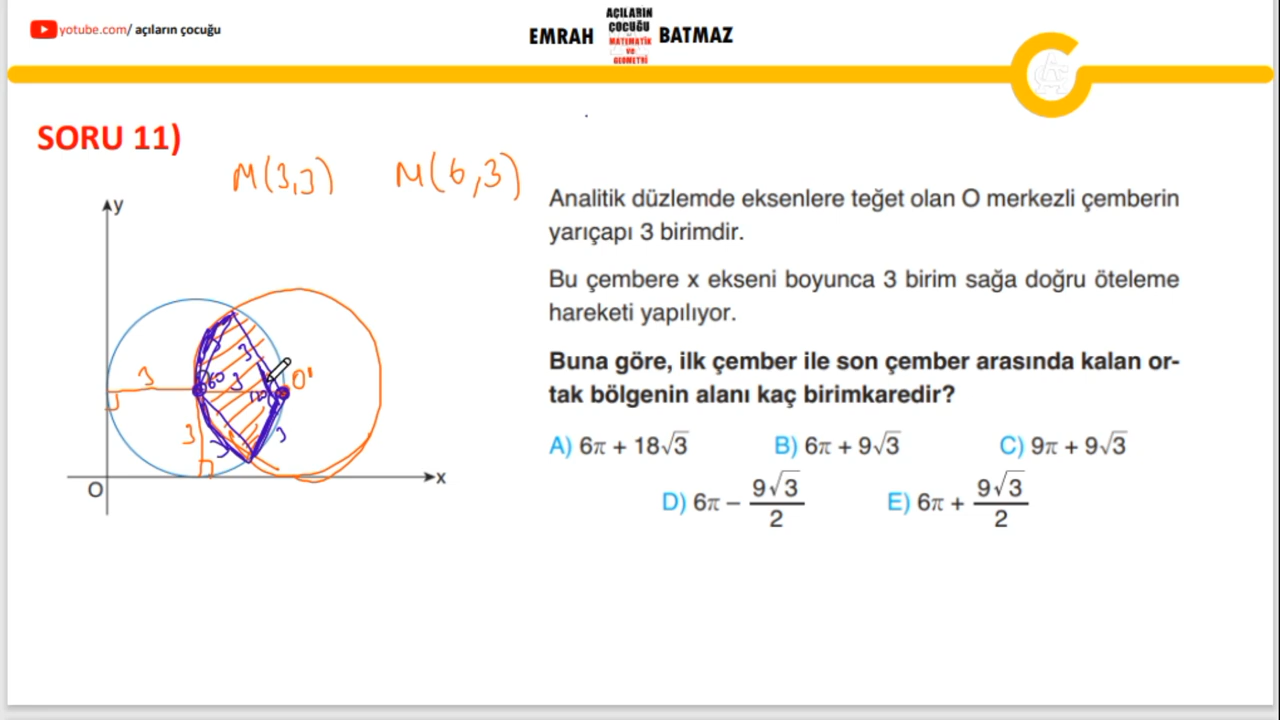 yotube.com/ açıların çocuğu
EMRAH
AÇILARIN
ÇOCUĞU
MATEMATİK
ve
GEOMETRİ
BATMAZ
SORU 11)
M(3,3) M(6,3)
Analitik düzlemde eksenlere teğet olan O merkezli çemberin
yarıçapı 3 birimdir.
Bu çembere x ekseni boyunca 3 birim sağa doğru öteleme
hareketi yapılıyor.
Buna göre, ilk çember ile son çember arasında kalan or-
tak bölgenin alanı kaç birimkaredir?
A) 6π + 18√3 B) 6π + 9√3 C) 9π + 9√3
D) 6π − 9√3/2 E) 6π + 9√3/2
y
3
3
60
3
O'
3
3
3
O
x